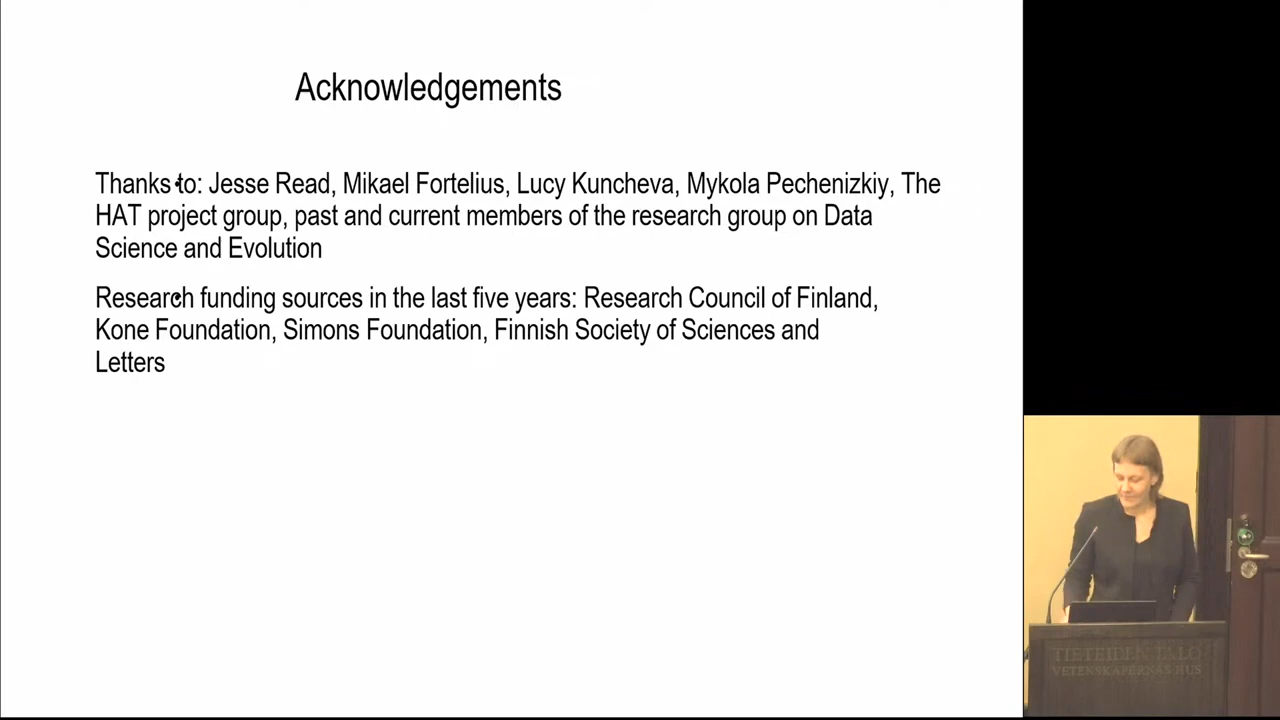 Acknowledgements
Thanks to: Jesse Read, Mikael Fortelius, Lucy Kuncheva, Mykola Pechenizkiy, The
HAT project group, past and current members of the research group on Data
Science and Evolution
Research funding sources in the last five years: Research Council of Finland,
Kone Foundation, Simons Foundation, Finnish Society of Sciences and
Letters
TIETEIDEN TALO
VETENSKAPERNAS HUS